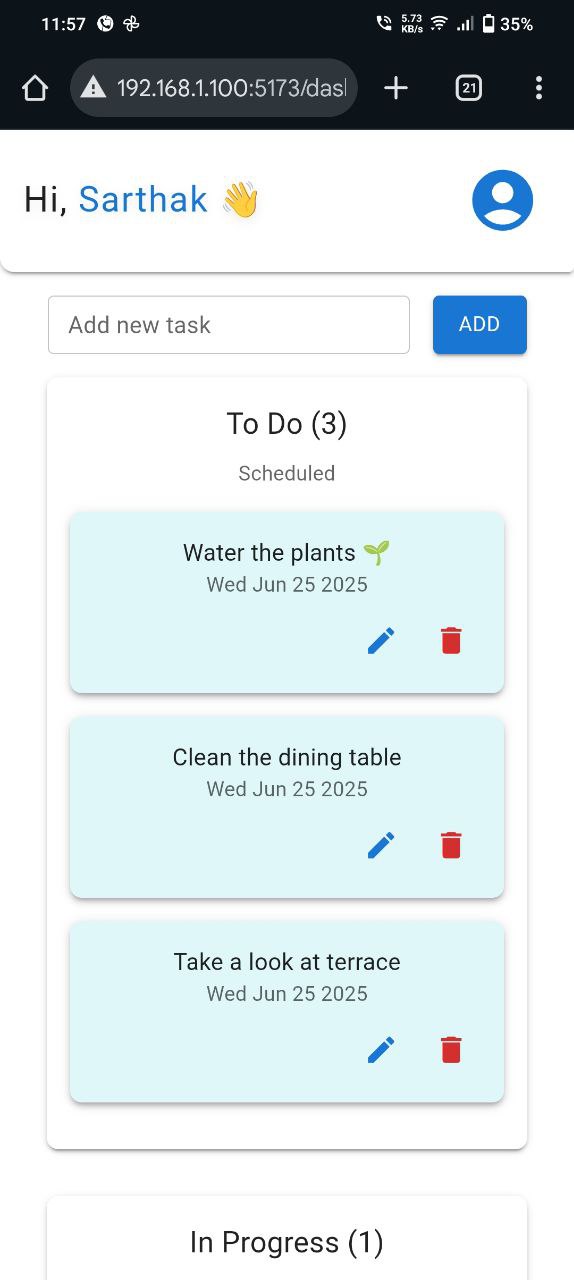 11:57 5.73 KB/s 35%
192.168.1.100:5173/das
21
Hi, Sarthak 👋
Add new task ADD
To Do (3)
Scheduled
Water the plants 🌱
Wed Jun 25 2025
Clean the dining table
Wed Jun 25 2025
Take a look at terrace
Wed Jun 25 2025
In Progress (1)